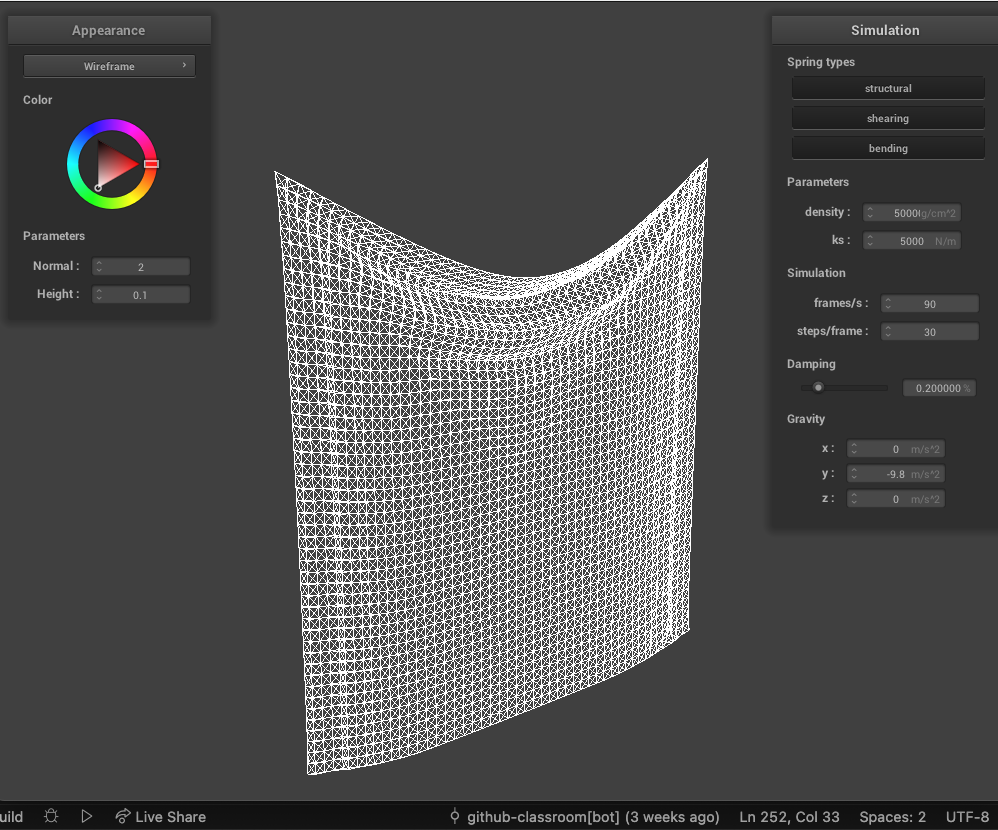 Appearance
Wireframe
Color
Parameters
Normal : 2
Height : 0.1
Simulation
Spring types
structural
shearing
bending
Parameters
density : 5000 g/cm^2
ks : 5000 N/m
Simulation
frames/s : 90
steps/frame : 30
Damping
0.200000 %
Gravity
x : 0 m/s^2
y : -9.8 m/s^2
z : 0 m/s^2
uild Live Share github-classroom[bot] (3 weeks ago) Ln 252, Col 33 Spaces: 2 UTF-8